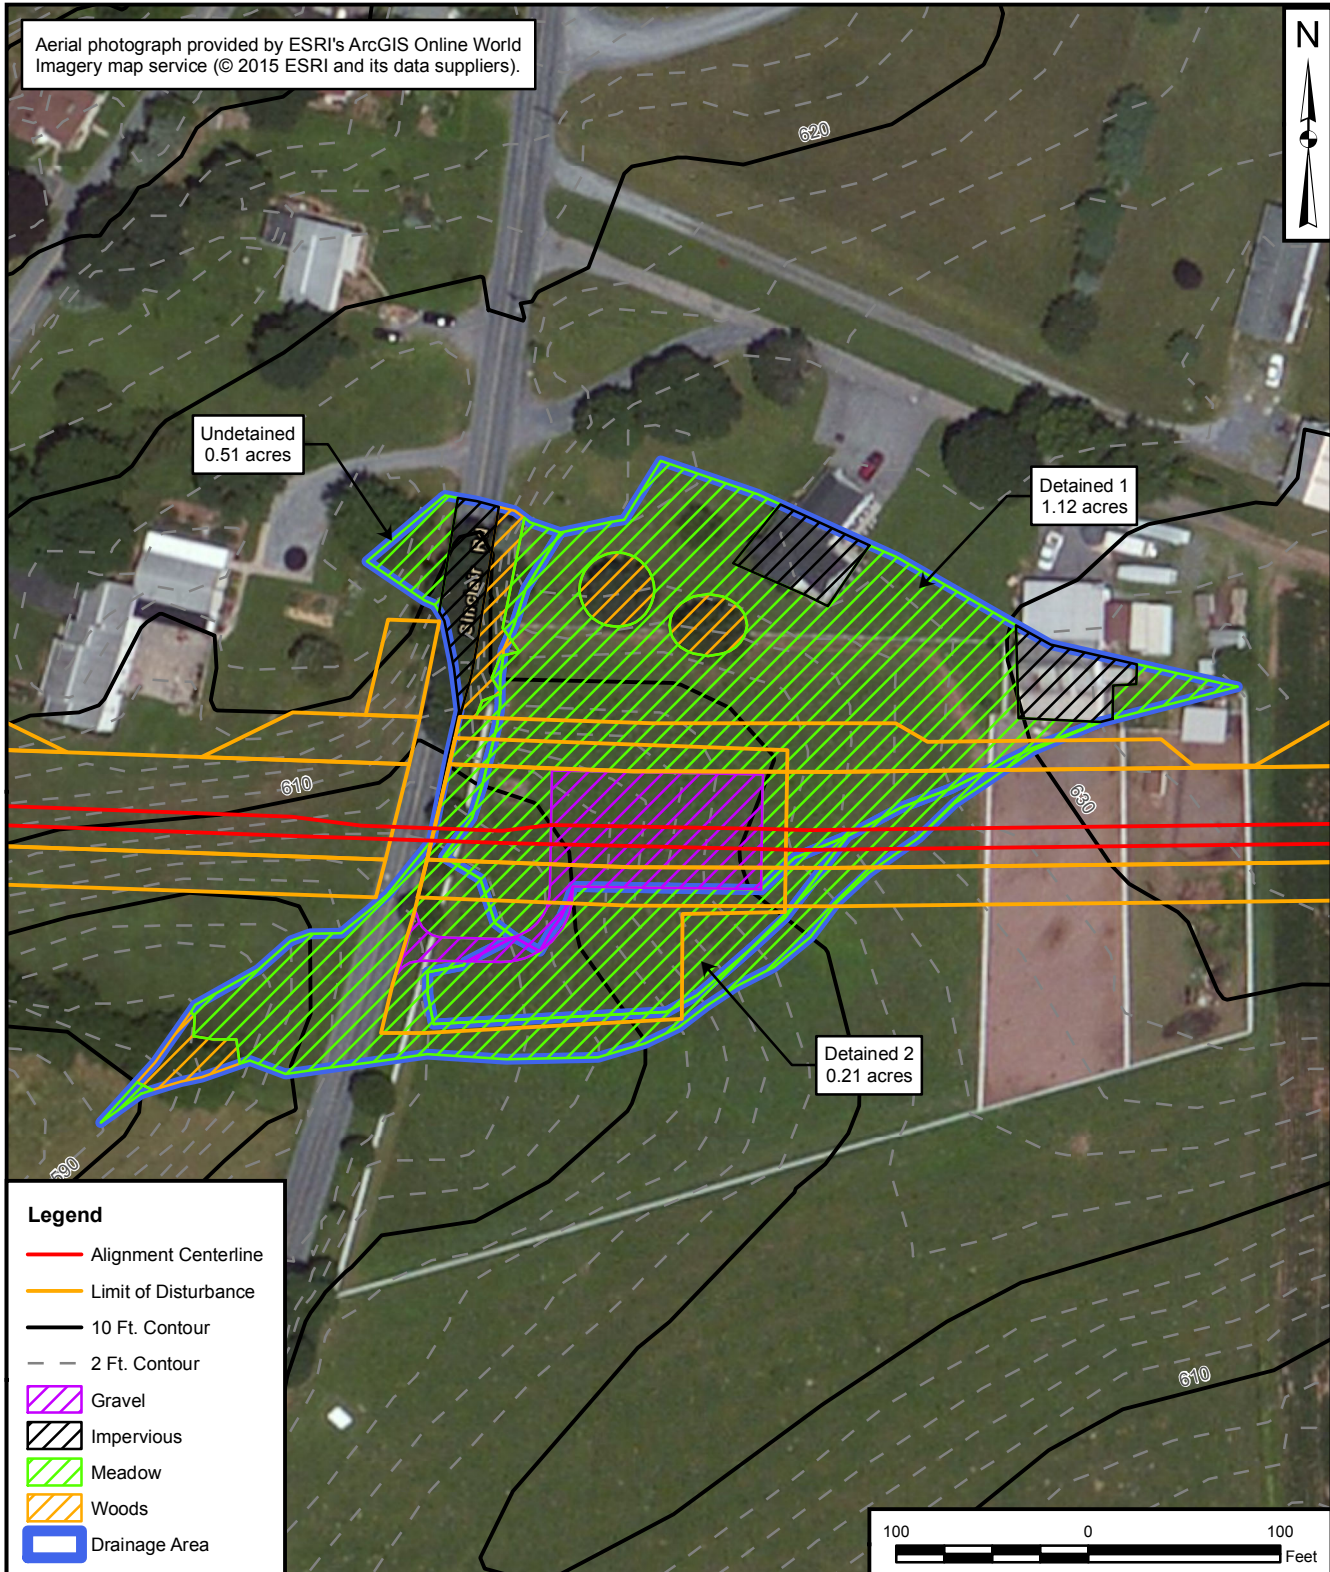 Aerial photograph provided by ESRI's ArcGIS Online World
Imagery map service (© 2015 ESRI and its data suppliers).
N
620
Undetained
0.51 acres
Detained 1
1.12 acres
Sinclair Rd
610
630
Detained 2
0.21 acres
590
610
Legend
Alignment Centerline
Limit of Disturbance
10 Ft. Contour
2 Ft. Contour
Gravel
Impervious
Meadow
Woods
Drainage Area
100 0 100
Feet